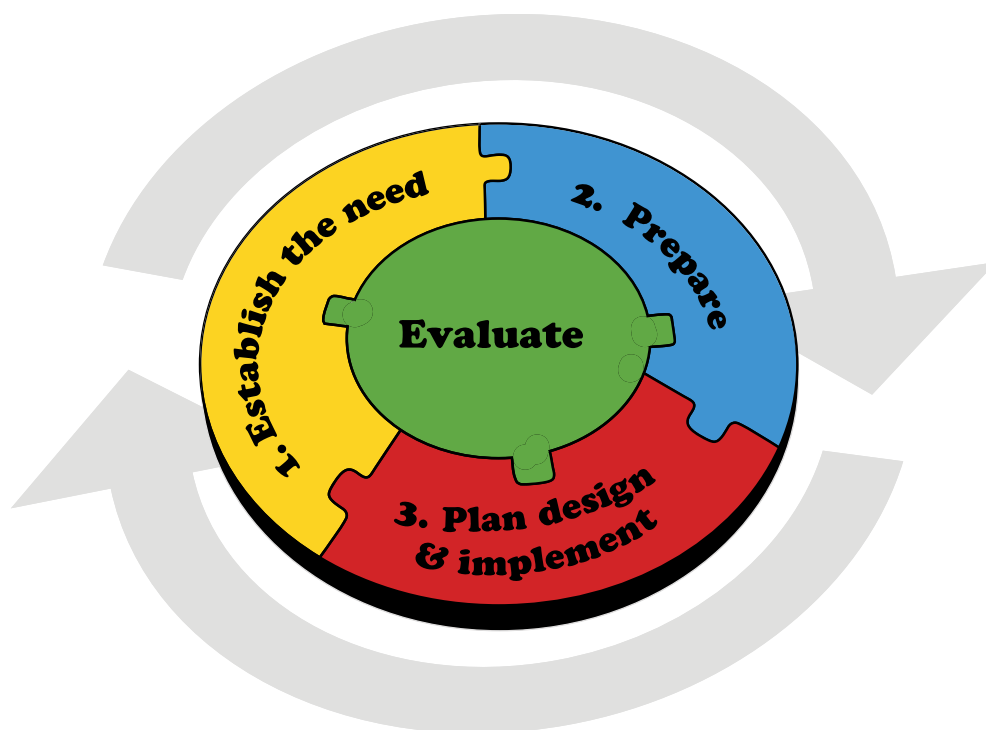 1. Establish the need
2. Prepare
3. Plan design
& implement
Evaluate